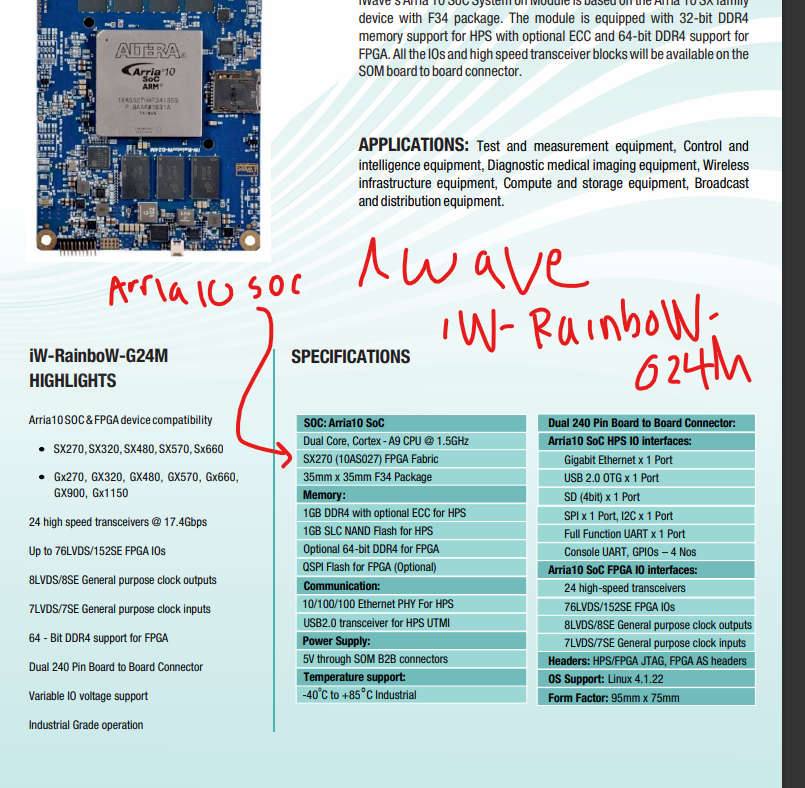 iWave's Arria 10 SoC System on Module is based on the Arria 10 SX family
device with F34 package. The module is equipped with 32-bit DDR4
memory support for HPS with optional ECC and 64-bit DDR4 support for
FPGA. All the IOs and high speed transceiver blocks will be available on the
SOM board to board connector.
ALTERA
Arria 10
SoC
ARM
APPLICATIONS: Test and measurement equipment, Control and
intelligence equipment, Diagnostic medical imaging equipment, Wireless
infrastructure equipment, Compute and storage equipment, Broadcast
and distribution equipment.
iwave
iW-RainboW-
G24M
Arria 10 SOC
iW-RainboW-G24M
HIGHLIGHTS
Arria10 SOC & FPGA device compatibility
• SX270, SX320, SX480, SX570, Sx660
• Gx270, GX320, GX480, GX570, Gx660,
GX900, Gx1150
24 high speed transceivers @ 17.4Gbps
Up to 76LVDS/152SE FPGA IOs
8LVDS/8SE General purpose clock outputs
7LVDS/7SE General purpose clock inputs
64 - Bit DDR4 support for FPGA
Dual 240 Pin Board to Board Connector
Variable IO voltage support
Industrial Grade operation
SPECIFICATIONS
SOC: Arria10 SoC
Dual Core, Cortex - A9 CPU @ 1.5GHz
SX270 (10AS027) FPGA Fabric
35mm x 35mm F34 Package
Memory:
1GB DDR4 with optional ECC for HPS
1GB SLC NAND Flash for HPS
Optional 64-bit DDR4 for FPGA
QSPI Flash for FPGA (Optional)
Communication:
10/100/100 Ethernet PHY For HPS
USB2.0 transceiver for HPS UTMI
Power Supply:
5V through SOM B2B connectors
Temperature support:
-40°C to +85°C Industrial
Dual 240 Pin Board to Board Connector:
Arria10 SoC HPS IO interfaces:
Gigabit Ethernet x 1 Port
USB 2.0 OTG x 1 Port
SD (4bit) x 1 Port
SPI x 1 Port, I2C x 1 Port
Full Function UART x 1 Port
Console UART, GPIOs – 4 Nos
Arria10 SoC FPGA IO interfaces:
24 high-speed transceivers
76LVDS/152SE FPGA IOs
8LVDS/8SE General purpose clock outputs
7LVDS/7SE General purpose clock inputs
Headers: HPS/FPGA JTAG, FPGA AS headers
OS Support: Linux 4.1.22
Form Factor: 95mm x 75mm